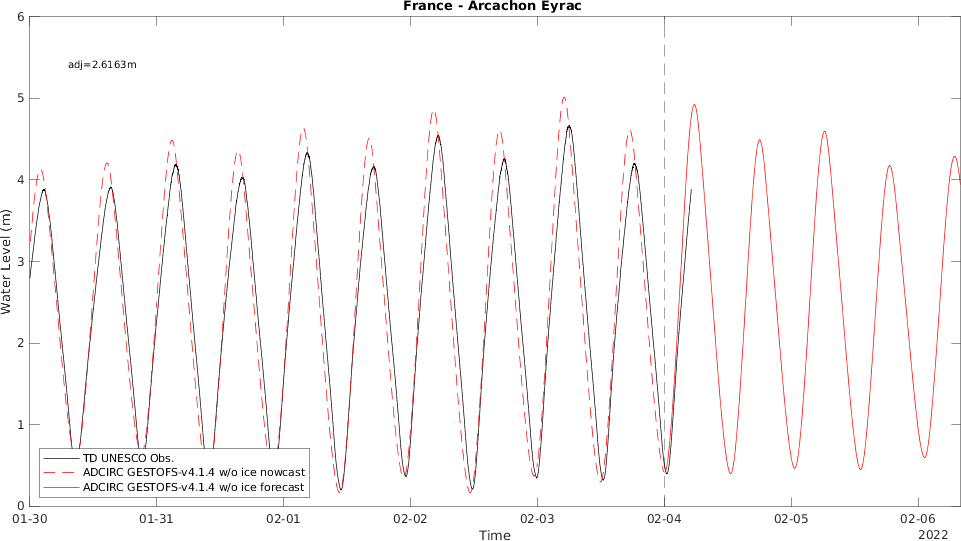 France - Arcachon Eyrac
6
adj=2.6163m
5
4
3
2
1
0
Water Level (m)
TD UNESCO Obs.
ADCIRC GESTOFS-v4.1.4 w/o ice nowcast
ADCIRC GESTOFS-v4.1.4 w/o ice forecast
01-30 01-31 02-01 02-02 02-03 02-04 02-05 02-06
Time
2022